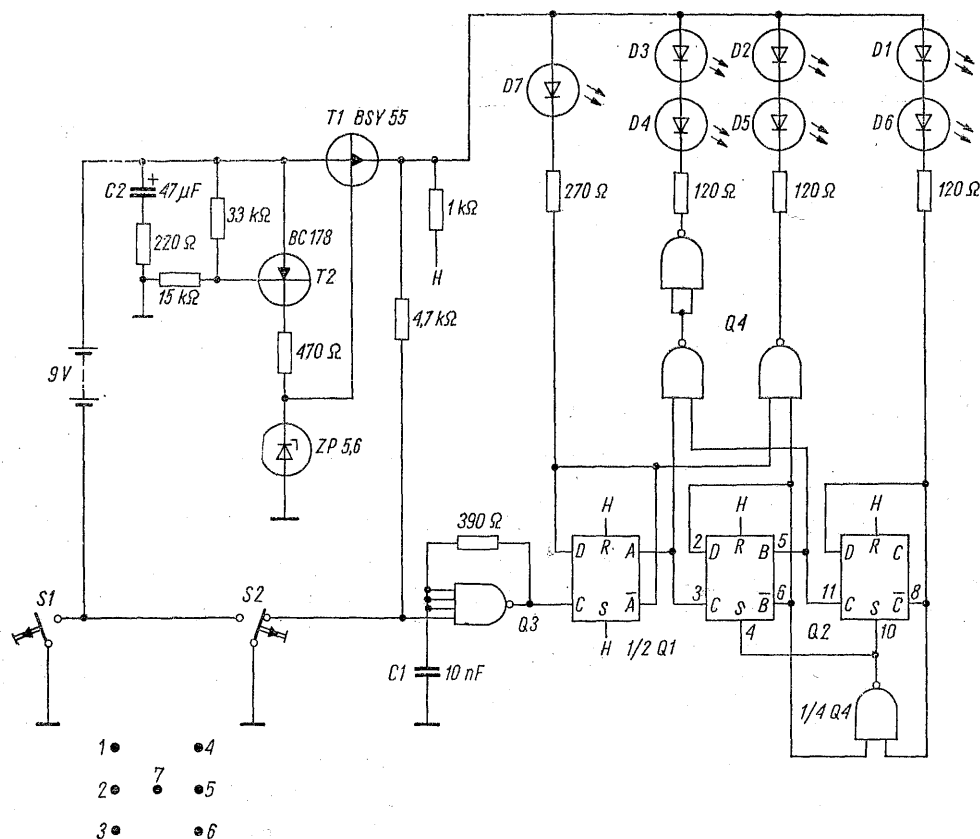 D3
D2
D1
D7
D4
D5
D6
T1 BSY 55
C2
+
47 µF
33 kΩ
1 kΩ
H
270 Ω
120 Ω
120 Ω
120 Ω
220 Ω
BC 178
T2
15 kΩ
4,7 kΩ
Q4
470 Ω
9V
ZP 5,6
390 Ω
H
H
H
D R A
2 D R B 5
D R C
C S A̅
3 C S B̅ 6
11 C S C̅ 8
S1
S2
Q3
H 1/2 Q1
4
Q2
10
C1
10 nF
1/4 Q4
1 4
7
2 5
3 6